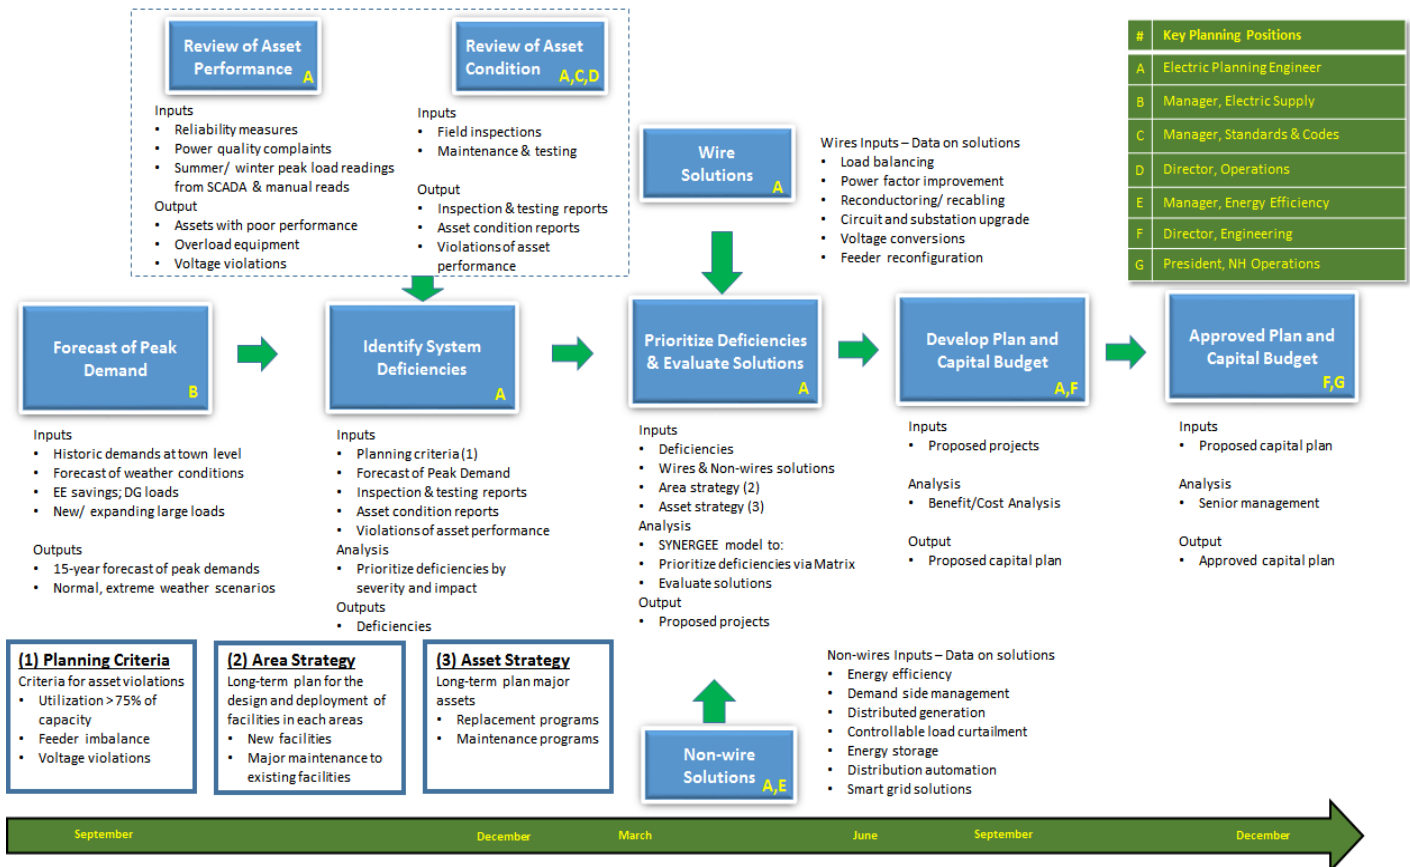 Review of Asset
Performance
A
Inputs
• Reliability measures
• Power quality complaints
• Summer/ winter peak load readings
from SCADA & manual reads
Output
• Assets with poor performance
• Overload equipment
• Voltage violations
Review of Asset
Condition
A,C,D
Inputs
• Field inspections
• Maintenance & testing
Output
• Inspection & testing reports
• Asset condition reports
• Violations of asset
performance
Wire
Solutions
A
Wires Inputs – Data on solutions
• Load balancing
• Power factor improvement
• Reconductoring/ recabling
• Circuit and substation upgrade
• Voltage conversions
• Feeder reconfiguration
# Key Planning Positions
A Electric Planning Engineer
B Manager, Electric Supply
C Manager, Standards & Codes
D Director, Operations
E Manager, Energy Efficiency
F Director, Engineering
G President, NH Operations
Forecast of Peak
Demand
B
Inputs
• Historic demands at town level
• Forecast of weather conditions
• EE savings; DG loads
• New/ expanding large loads
Outputs
• 15-year forecast of peak demands
• Normal, extreme weather scenarios
Identify System
Deficiencies
A
Inputs
• Planning criteria (1)
• Forecast of Peak Demand
• Inspection & testing reports
• Asset condition reports
• Violations of asset performance
Analysis
• Prioritize deficiencies by
severity and impact
Outputs
• Deficiencies
Prioritize Deficiencies
& Evaluate Solutions
A
Inputs
• Deficiencies
• Wires & Non-wires solutions
• Area strategy (2)
• Asset strategy (3)
Analysis
• SYNERGEE model to:
• Prioritize deficiencies via Matrix
• Evaluate solutions
Output
• Proposed projects
Develop Plan and
Capital Budget
A,F
Inputs
• Proposed projects
Analysis
• Benefit/Cost Analysis
Output
• Proposed capital plan
Approved Plan and
Capital Budget
F,G
Inputs
• Proposed capital plan
Analysis
• Senior management
Output
• Approved capital plan
(1) Planning Criteria
Criteria for asset violations
• Utilization >75% of
capacity
• Feeder imbalance
• Voltage violations
(2) Area Strategy
Long-term plan for the
design and deployment of
facilities in each areas
• New facilities
• Major maintenance to
existing facilities
(3) Asset Strategy
Long-term plan major
assets
• Replacement programs
• Maintenance programs
Non-wire
Solutions
A,E
Non-wires Inputs – Data on solutions
• Energy efficiency
• Demand side management
• Distributed generation
• Controllable load curtailment
• Energy storage
• Distribution automation
• Smart grid solutions
September
December
March
June
September
December